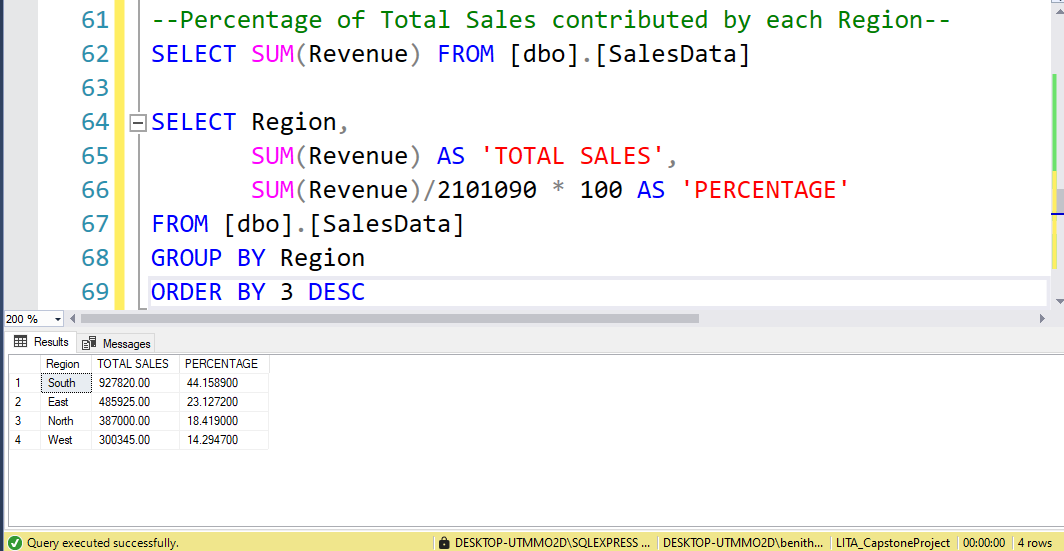 61 --Percentage of Total Sales contributed by each Region--
62 SELECT SUM(Revenue) FROM [dbo].[SalesData]
63
64 SELECT Region,
65 SUM(Revenue) AS 'TOTAL SALES',
66 SUM(Revenue)/2101090 * 100 AS 'PERCENTAGE'
67 FROM [dbo].[SalesData]
68 GROUP BY Region
69 ORDER BY 3 DESC
200 %
Results Messages
Region TOTAL SALES PERCENTAGE
1 South 927820.00 44.158900
2 East 485925.00 23.127200
3 North 387000.00 18.419000
4 West 300345.00 14.294700
Query executed successfully. DESKTOP-UTMMO2D\SQLEXPRESS ... DESKTOP-UTMMO2D\benith... LITA_CapstoneProject 00:00:00 4 rows